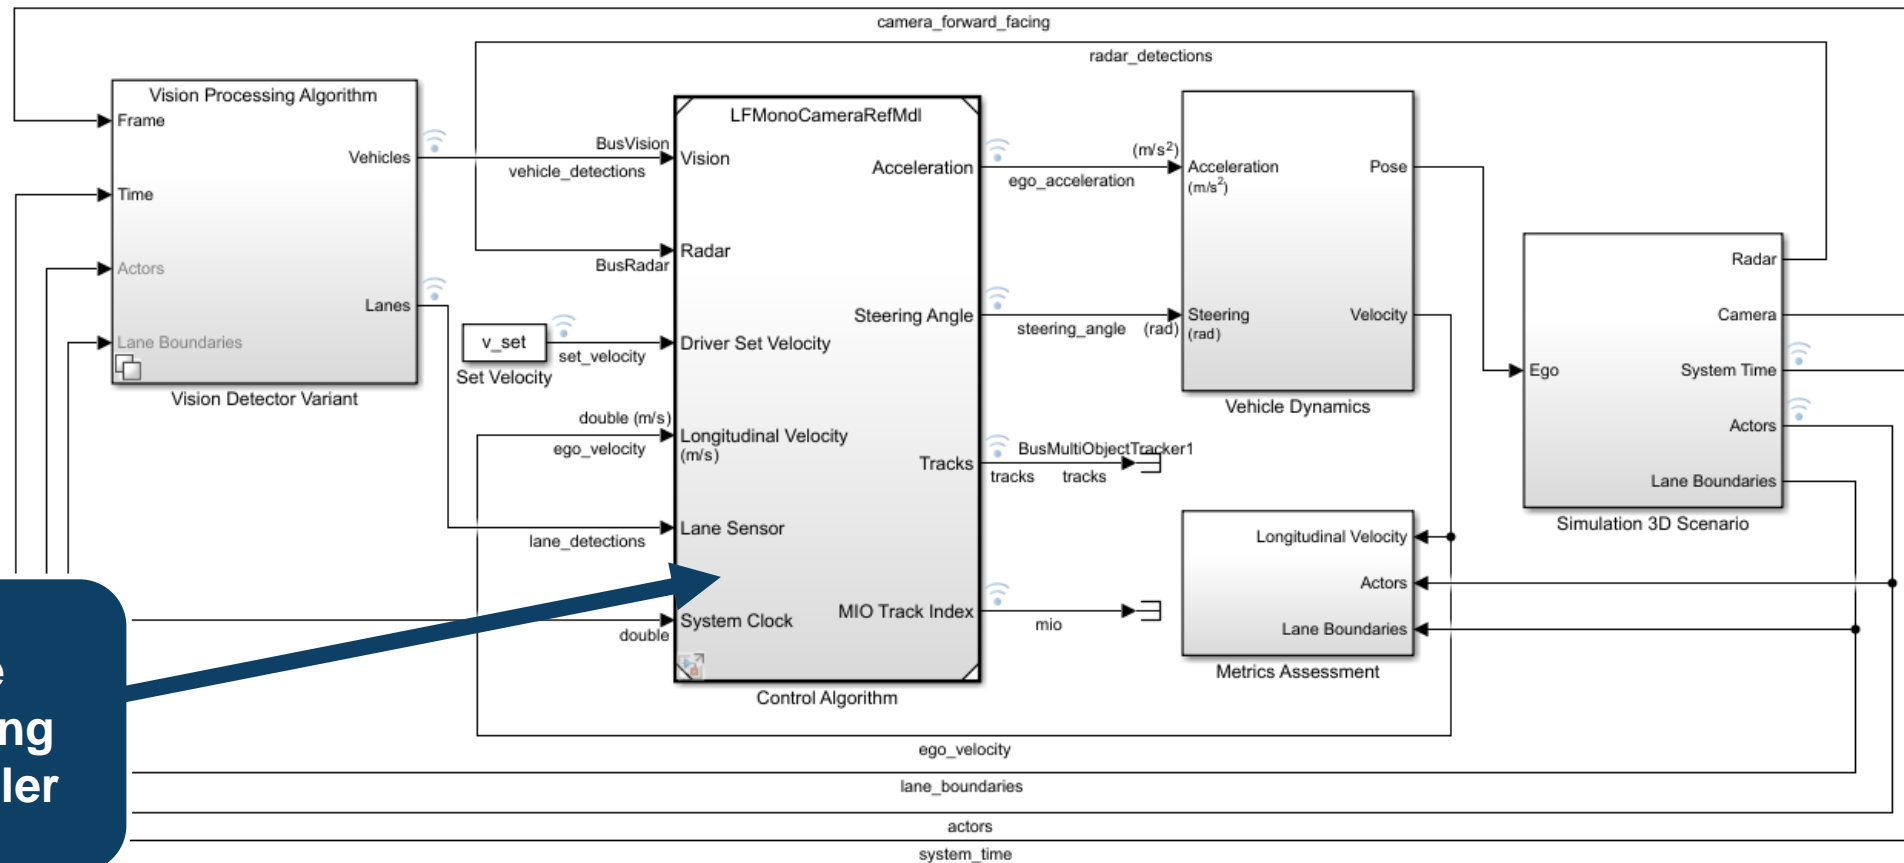 camera_forward_facing
radar_detections
Vision Processing Algorithm
Frame
Vehicles
Time
Actors
Lanes
Lane Boundaries
Vision Detector Variant
BusVision
vehicle_detections
BusRadar
v_set
set_velocity
Set Velocity
double (m/s)
ego_velocity
lane_detections
double
LFMonoCameraRefMdl
Vision
Acceleration
Radar
Steering Angle
Driver Set Velocity
Longitudinal Velocity
(m/s)
Tracks
Lane Sensor
MIO Track Index
System Clock
Control Algorithm
(m/s²)
ego_acceleration
steering_angle (rad)
BusMultiObjectTracker1
tracks tracks
mio
Acceleration
(m/s²)
Pose
Steering
(rad)
Velocity
Vehicle Dynamics
Longitudinal Velocity
Actors
Lane Boundaries
Metrics Assessment
Radar
Camera
Ego
System Time
Actors
Lane Boundaries
Simulation 3D Scenario
e
ng
ler
ego_velocity
lane_boundaries
actors
system_time